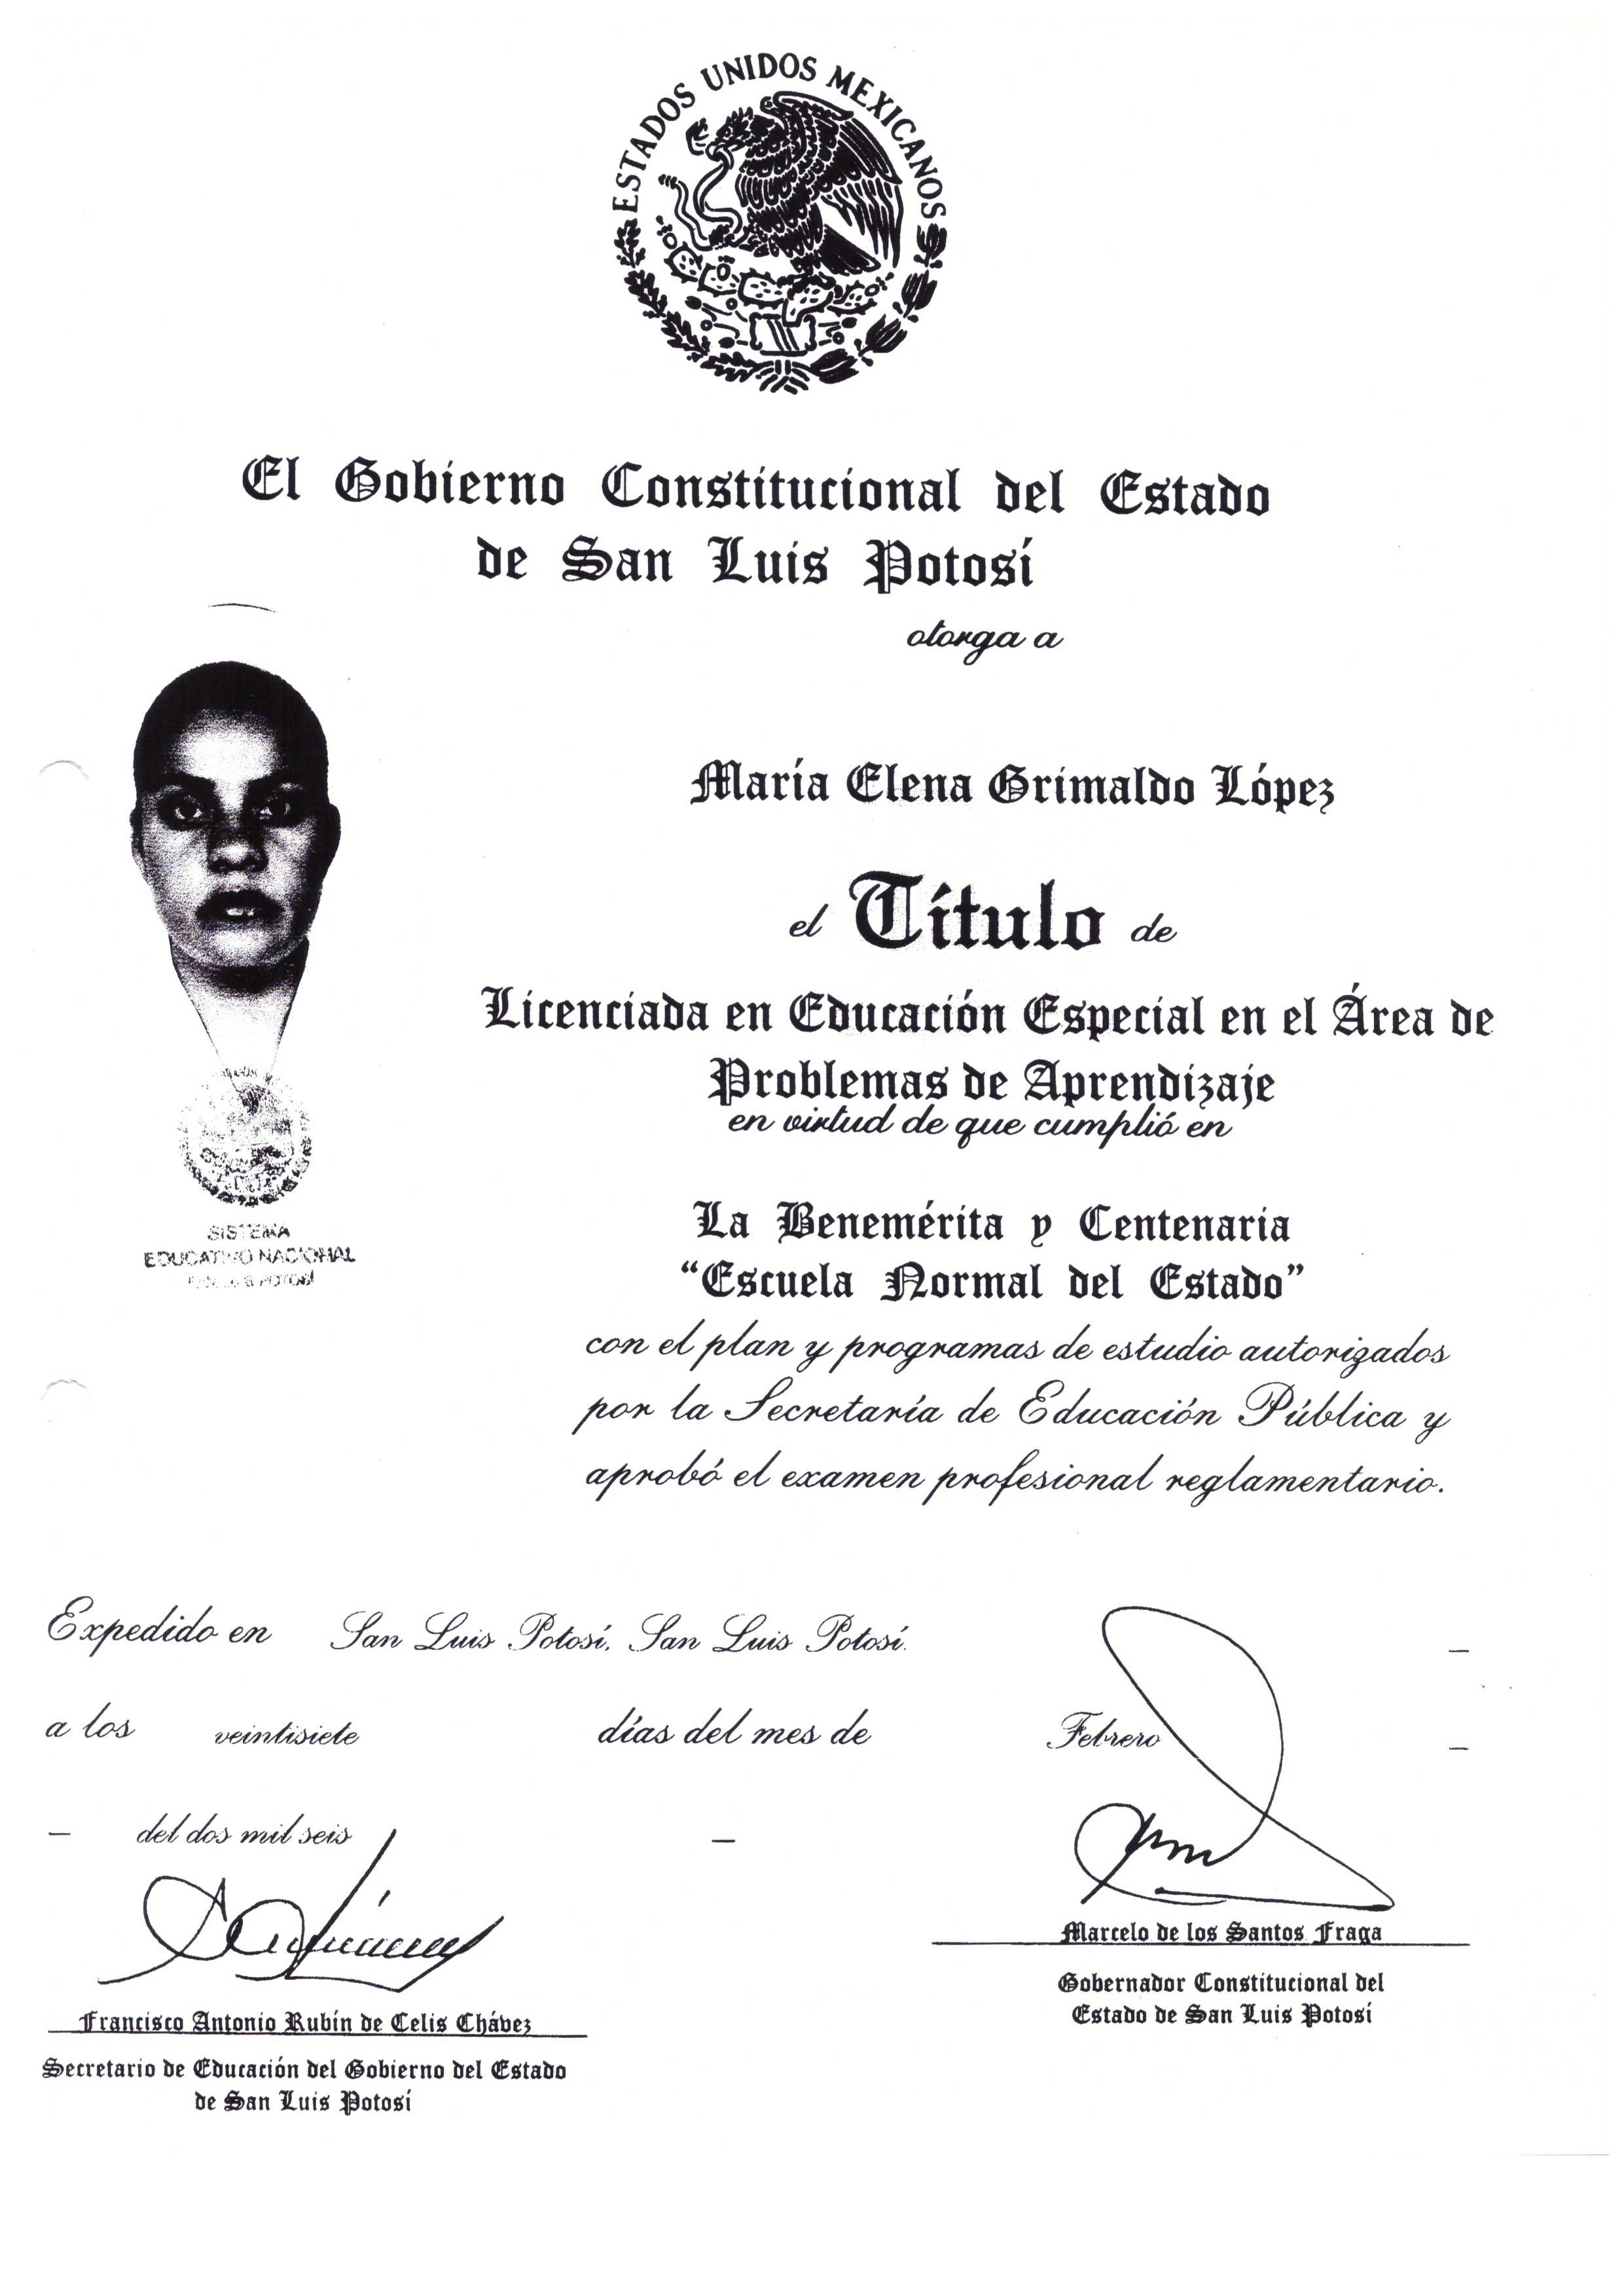 ESTADOS UNIDOS MEXICANOS
El Gobierno Constitucional del Estado
de San Luis Potosí
otorga a
María Elena Grimaldo López
el Título de
Licenciada en Educación Especial en el Área de
Problemas de Aprendizaje
en virtud de que cumplió en
La Benemérita y Centenaria
“Escuela Normal del Estado”
con el plan y programas de estudio autorizados
por la Secretaría de Educación Pública y
aprobó el examen profesional reglamentario.
SISTEMA
EDUCATIVO NACIONAL
Expedido en San Luis Potosí, San Luis Potosí.
a los veintisiete días del mes de Febrero
del dos mil seis
Marcelo de los Santos Fraga
Gobernador Constitucional del
Estado de San Luis Potosí
Francisco Antonio Rubín de Celis Chávez
Secretario de Educación del Gobierno del Estado
de San Luis Potosí